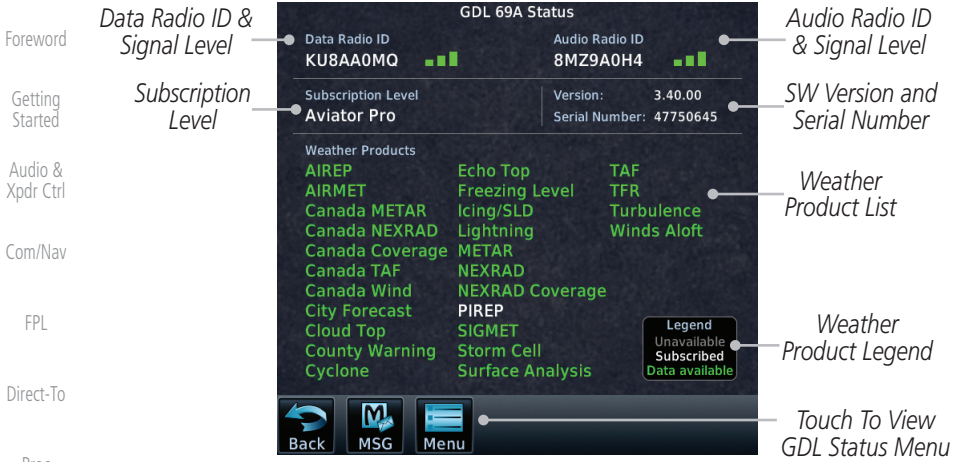 Foreword
Getting
Started
Audio &
Xpdr Ctrl
Com/Nav
FPL
Direct-To
Proc
Data Radio ID &
Signal Level
Subscription
Level
GDL 69A Status
Data Radio ID
KU8AA0MQ
Audio Radio ID
8MZ9A0H4
Subscription Level
Aviator Pro
Version: 3.40.00
Serial Number: 47750645
Weather Products
AIREP Echo Top TAF
AIRMET Freezing Level TFR
Canada METAR Icing/SLD Turbulence
Canada NEXRAD Lightning Winds Aloft
Canada Coverage METAR
Canada TAF NEXRAD
Canada Wind NEXRAD Coverage
City Forecast PIREP
Cloud Top SIGMET
County Warning Storm Cell
Cyclone Surface Analysis
Legend
Unavailable
Subscribed
Data available
Back MSG Menu
Audio Radio ID
& Signal Level
SW Version and
Serial Number
Weather
Product List
Weather
Product Legend
Touch To View
GDL Status Menu